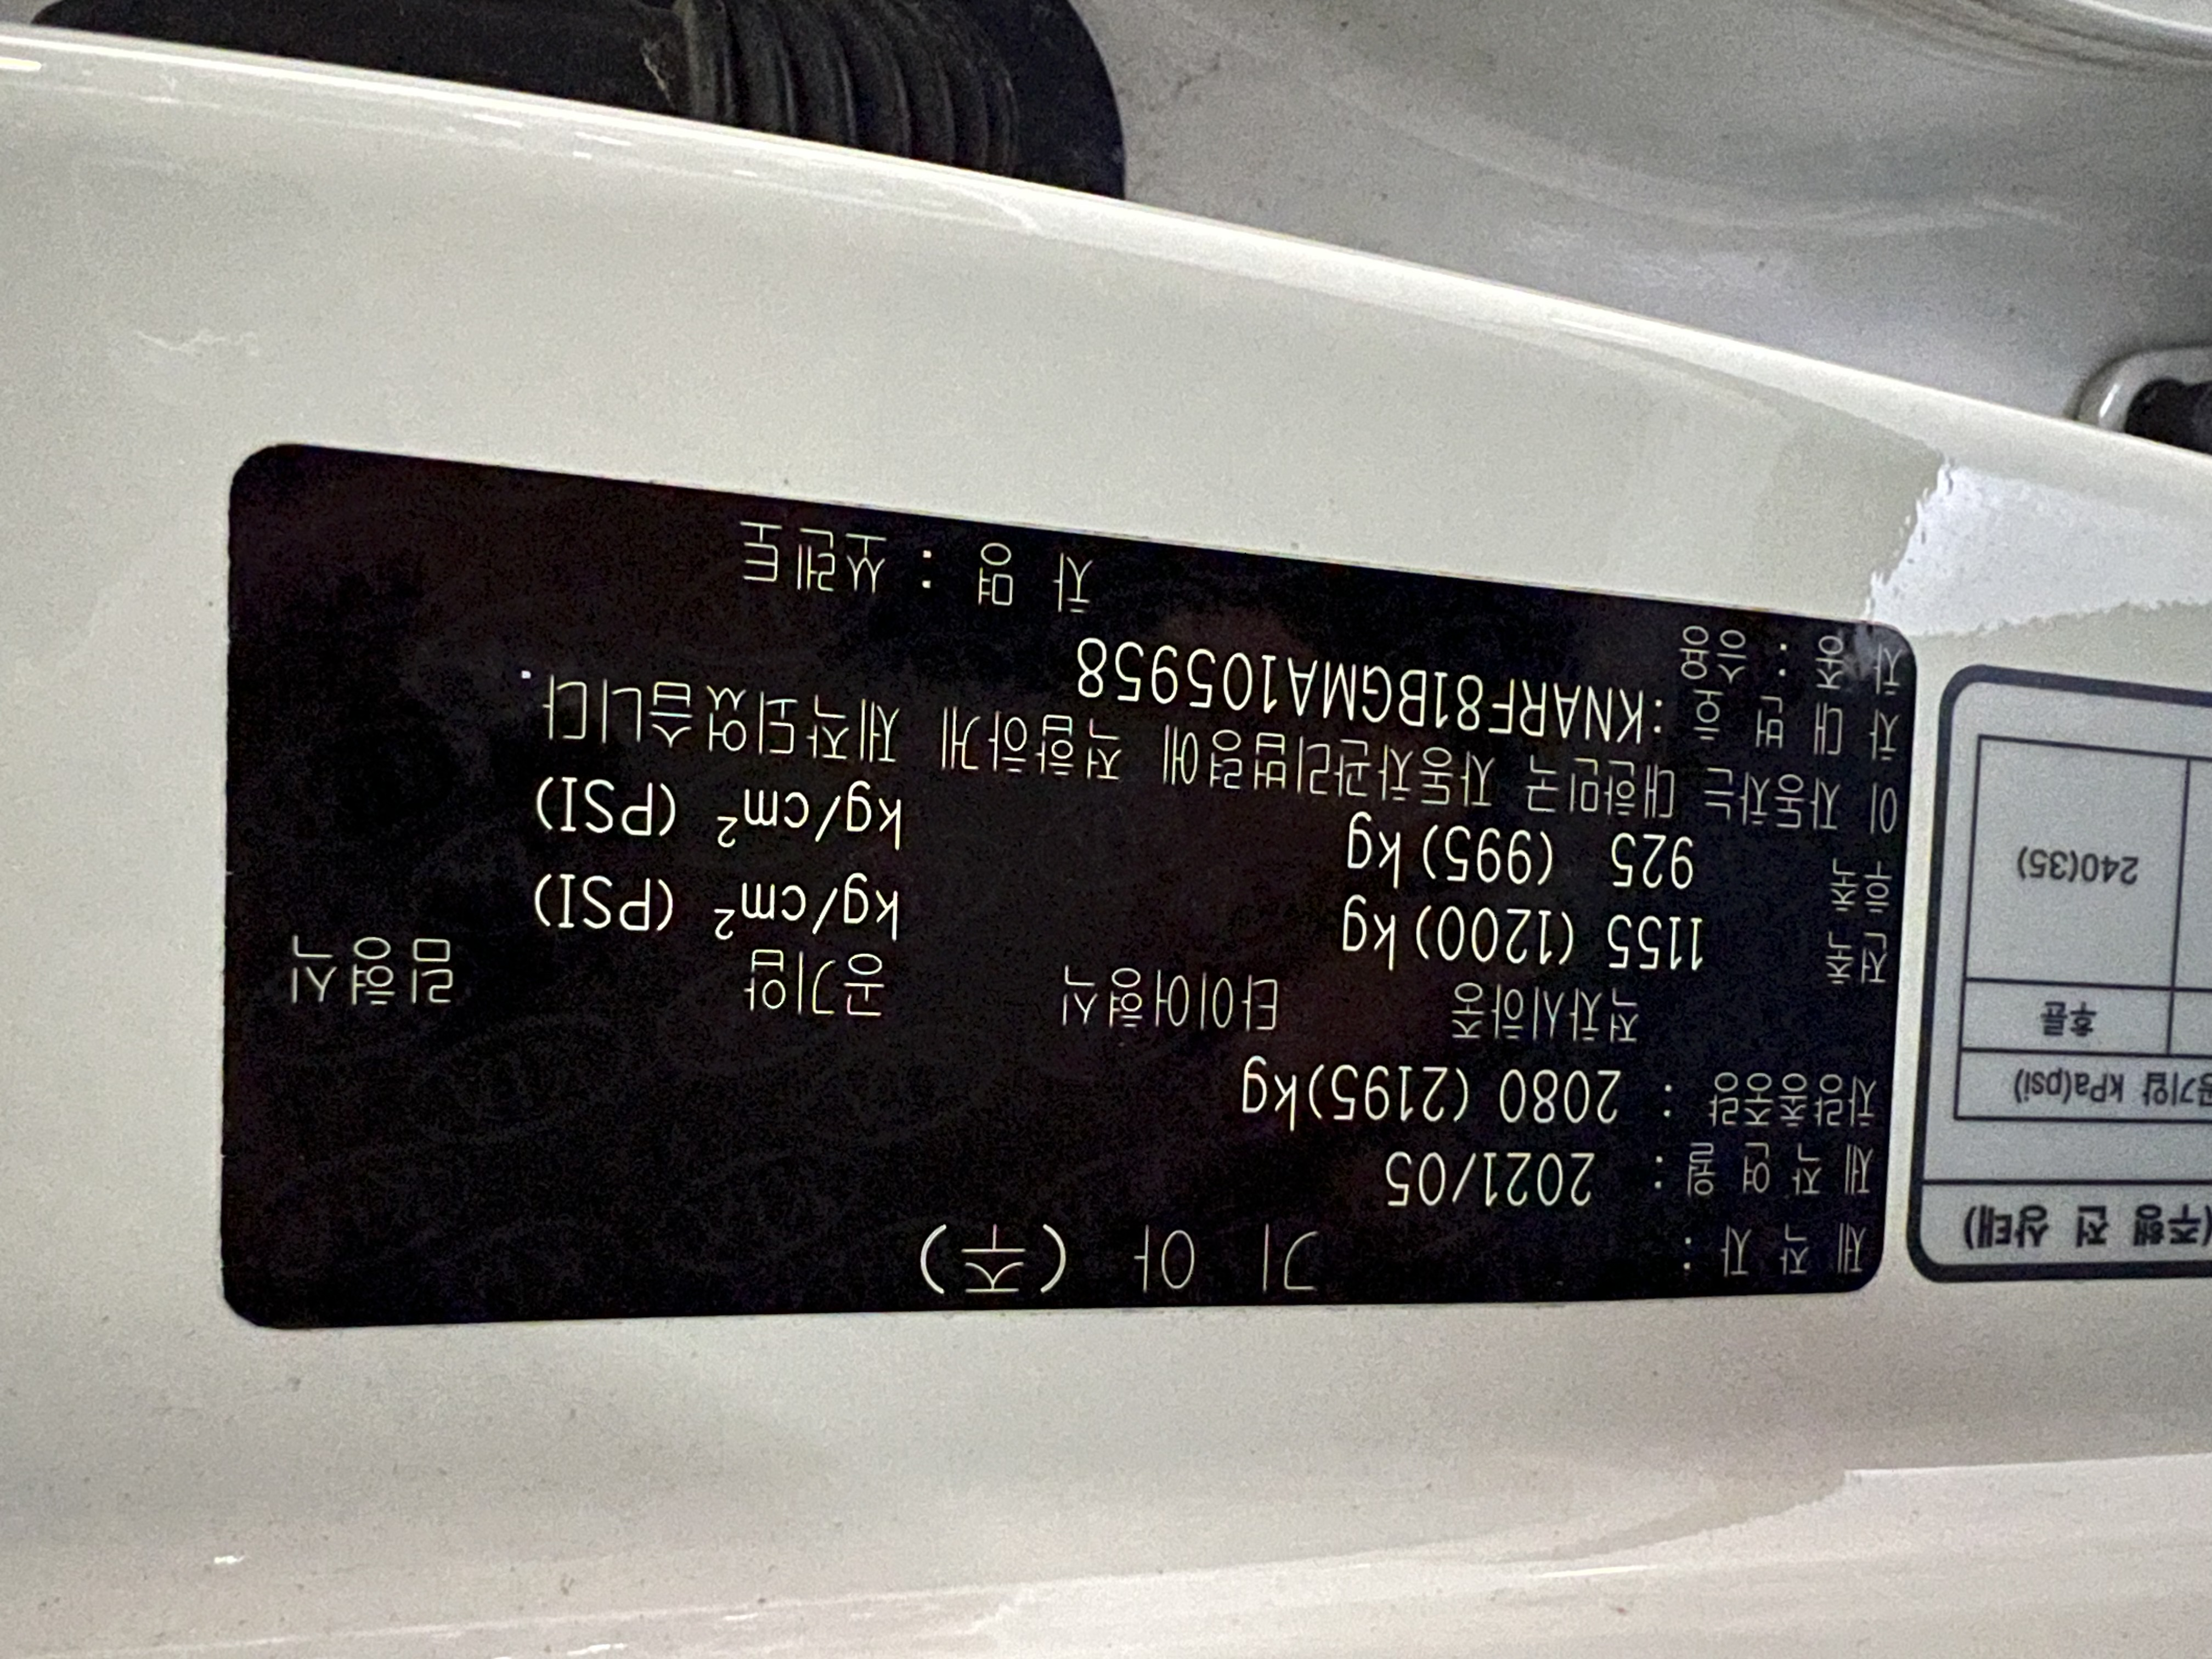 제 작 자 : 기 아 (주)
제 작 연 월 : 2021/05
차량총중량 : 2080 (2195)kg
적차시하중 타이어형식 공기압 림형식
전 축 1155 (1200)kg kg/cm² (PSI)
후 축 925 (995)kg kg/cm² (PSI)
이 자동차는 대한민국 자동차관리법령에 적합하게 제작되었습니다.
차 대 번 호 :KNARF81BGMA105958
차 종 : 승 용 차 명 : 쏘렌토
(주행 전 상태)
공기압 kPa(psi)
후륜
240(35)